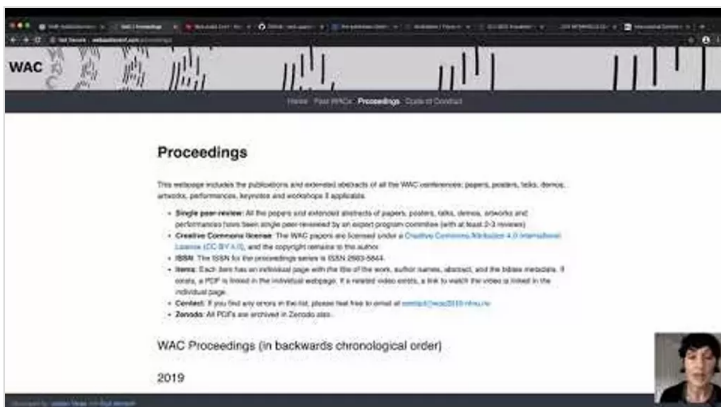 WAC
Home Past WACs Proceedings Code of Conduct
Proceedings
This webpage includes the publications and extended abstracts of all the WAC conferences: papers, posters, talks, demos,
artworks, performances, keynotes and workshops if applicable.
Single peer-review: All the papers and extended abstracts of papers, posters, talks, demos, artworks and
performances have been single peer-reviewed by an expert program committee (with at least 2-3 reviews)
Creative Commons license: The WAC papers are licensed under a Creative Commons Attribution 4.0 International
License (CC BY 4.0), and the copyright remains to the author.
ISSN: The ISSN for the proceedings series is ISSN 2663-5844.
Items: Each item has an individual page with the title of the work, author names, abstract, and the bibtex metadata. If
exists, a PDF is linked in the individual webpage. If a related video exists, a link to watch the video is linked in the
individual page.
Contact: If you find any errors in the list, please feel free to email at contact@wac2019.ntnu.no
Zenodo: All PDFs are archived in Zenodo also.
WAC Proceedings (in backwards chronological order)
2019